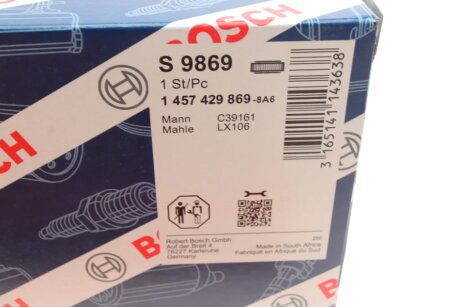 BOSCH
S 9869
1 St/Pc
1 457 429 869-8A6
Mann C39161
Mahle LX106
3 165141 143638
Robert Bosch GmbH
Auf der Breit 4
76227 Karlsruhe
Germany
Made in South Africa
Fabriqué en Afrique du Sud